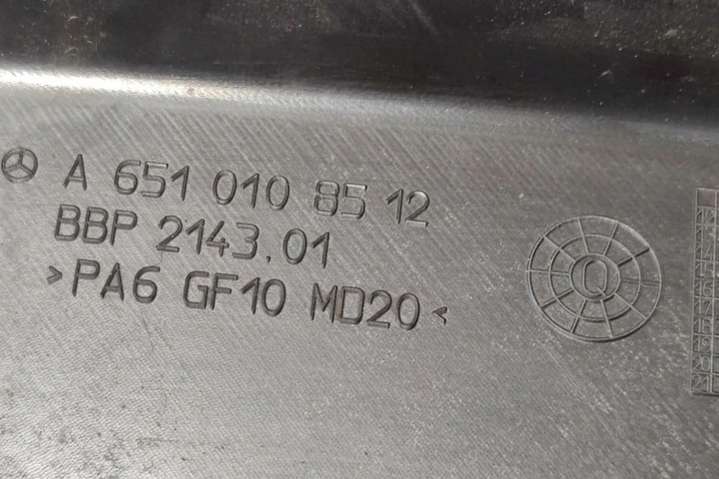 A 651 010 85 12
BBP 2143.01
>PA6 GF10 MD20<
Q